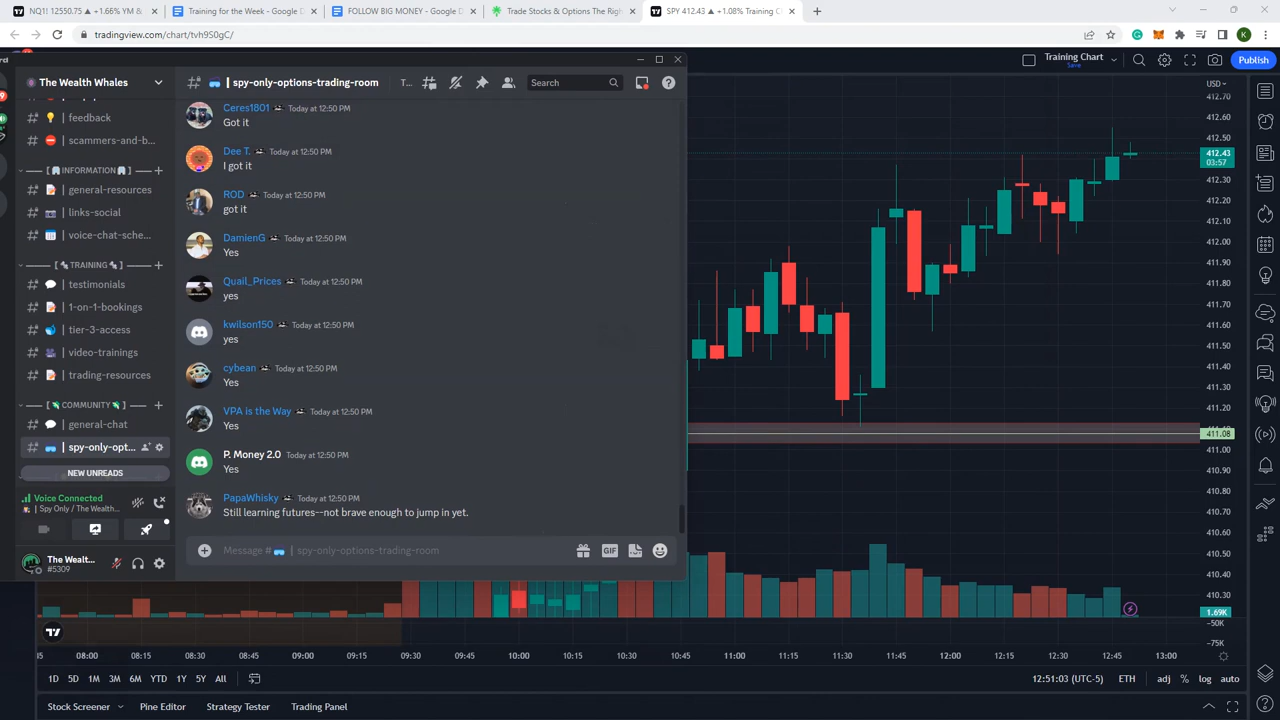 NQ1! 12550.75 ▲ +1.66% YM &
Training for the Week - Google D
FOLLOW BIG MONEY - Google D
Trade Stocks & Options The Righ
SPY 412.43 ▲ +1.08% Training C
tradingview.com/chart/tvh9S0gC/
K
rd
The Wealth Whales
# | spy-only-options-trading-room
T...
Search
Training Chart
Save
Publish
# | feedback
# | scammers-and-b...
[ INFORMATION ]
# | general-resources
# | links-social
# | voice-chat-sche...
[ TRAINING ]
# | testimonials
# | 1-on-1-bookings
# | tier-3-access
# | video-trainings
# | trading-resources
[ COMMUNITY ]
# | general-chat
# | spy-only-opt...
NEW UNREADS
Voice Connected
Spy Only / The Wealth
The Wealt...
#5309
Ceres1801 Today at 12:50 PM
Got it
Dee T. Today at 12:50 PM
I got it
ROD Today at 12:50 PM
got it
DamienG Today at 12:50 PM
Yes
Quail_Prices Today at 12:50 PM
yes
kwilson150 Today at 12:50 PM
yes
cybean Today at 12:50 PM
Yes
VPA is the Way Today at 12:50 PM
Yes
P. Money 2.0 Today at 12:50 PM
Yes
PapaWhisky Today at 12:50 PM
Still learning futures--not brave enough to jump in yet.
Message # | spy-only-options-trading-room
GIF
USD
412.70
412.60
412.50
412.43
03:57
412.30
412.20
412.10
412.00
411.90
411.80
411.70
411.60
411.50
411.40
411.30
411.20
411.08
411.00
410.90
410.80
410.70
410.60
410.50
410.40
410.30
1.69K
-50K
-75K
:45 08:00 08:15 08:30 08:45 09:00 09:15 09:30 09:45 10:00 10:15 10:30 10:45 11:00 11:15 11:30 11:45 12:00 12:15 12:30 12:45 13:00
1D 5D 1M 3M 6M YTD 1Y 5Y All
12:51:03 (UTC-5) ETH adj % log auto
Stock Screener Pine Editor Strategy Tester Trading Panel